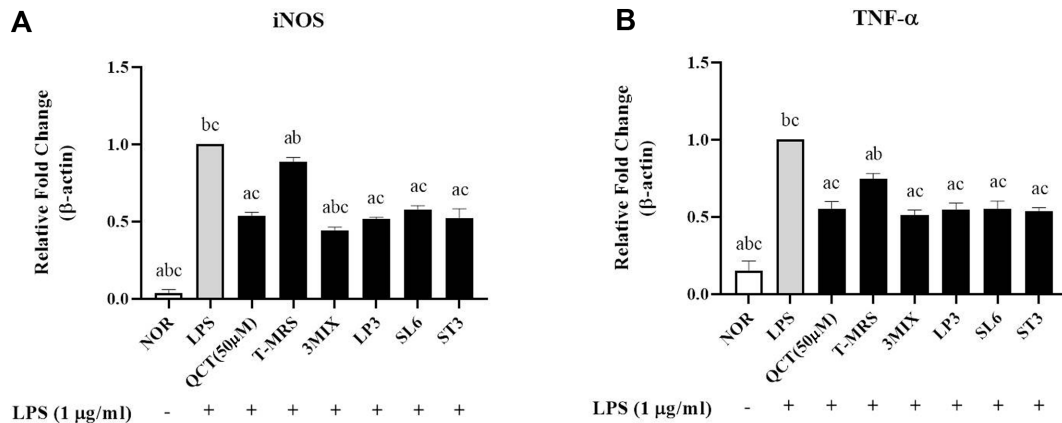 A
iNOS
Relative Fold Change
(β-actin)
1.5
1.0
0.5
0.0
abc
bc
ac
ab
abc
ac
ac
ac
NOR
LPS
QCT(50μM)
T-MRS
3MIX
LP3
SL6
ST3
LPS (1 μg/ml) - + + + + + + +
B
TNF-α
Relative Fold Change
(β-actin)
1.5
1.0
0.5
0.0
abc
bc
ac
ab
ac
ac
ac
ac
NOR
LPS
QCT(50μM)
T-MRS
3MIX
LP3
SL6
ST3
LPS (1 μg/ml) - + + + + + + +